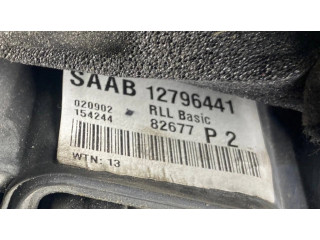 SAAB 12796441
020902 - RLL Basic
154244 82677 P 2
WTN: 13